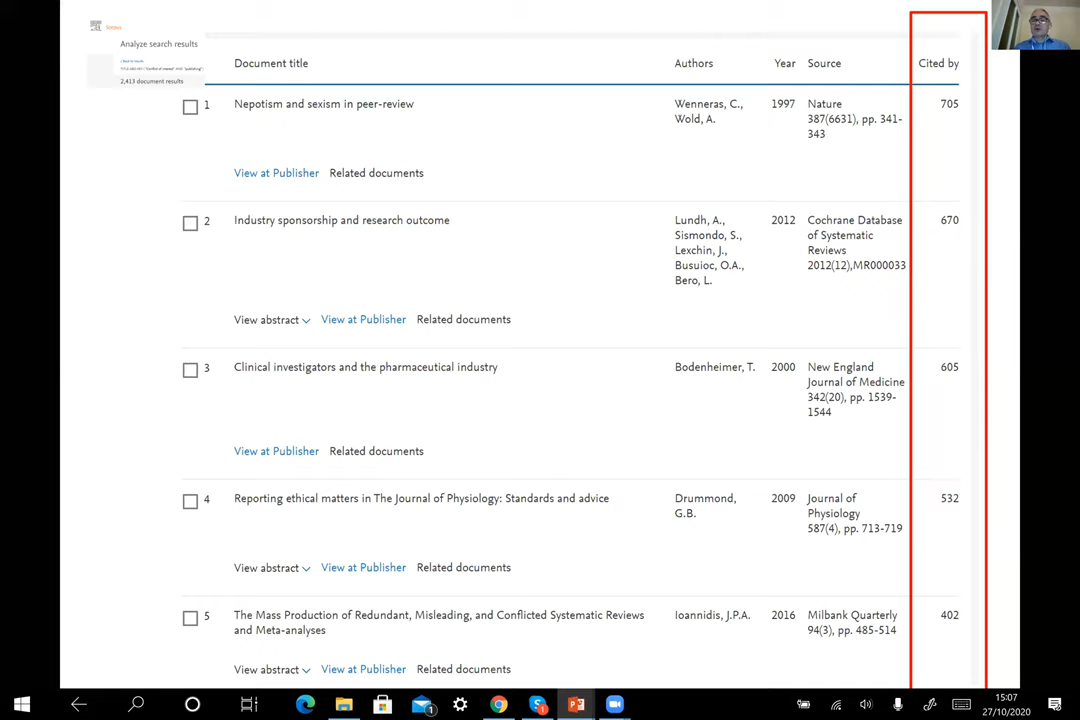 Scopus
Analyze search results
2,413 document results
Document title Authors Year Source Cited by
1 Nepotism and sexism in peer-review Wenneras, C., 1997 Nature 705
Wold, A. 387(6631), pp. 341-
343
View at Publisher Related documents
2 Industry sponsorship and research outcome Lundh, A., 2012 Cochrane Database 670
Sismondo, S., of Systematic
Lexchin, J., Reviews
Busuioc, O.A., 2012(12),MR000033
Bero, L.
View abstract View at Publisher Related documents
3 Clinical investigators and the pharmaceutical industry Bodenheimer, T. 2000 New England 605
Journal of Medicine
342(20), pp. 1539-
1544
View at Publisher Related documents
4 Reporting ethical matters in The Journal of Physiology: Standards and advice Drummond, 2009 Journal of 532
G.B. Physiology
587(4), pp. 713-719
View abstract View at Publisher Related documents
5 The Mass Production of Redundant, Misleading, and Conflicted Systematic Reviews Ioannidis, J.P.A. 2016 Milbank Quarterly 402
and Meta-analyses 94(3), pp. 485-514
View abstract View at Publisher Related documents
15:07
27/10/2020